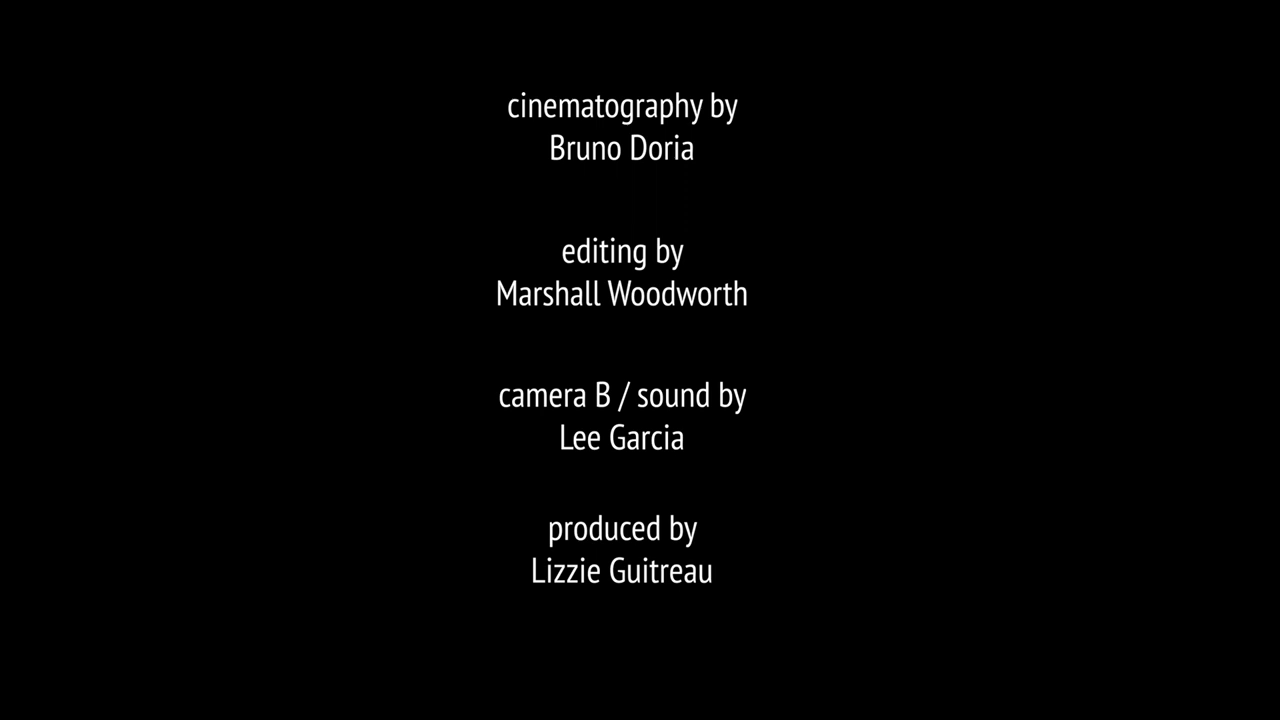 cinematography by
Bruno Doria
editing by
Marshall Woodworth
camera B / sound by
Lee Garcia
produced by
Lizzie Guitreau